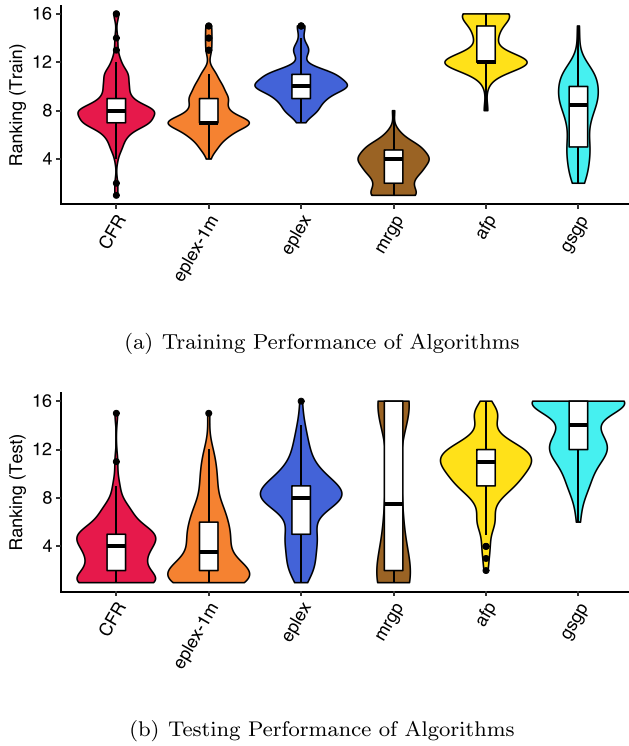 16
12
8
4
Ranking (Train)
CFR
eplex-1m
eplex
mrgp
afp
gsgp
(a) Training Performance of Algorithms
16
12
8
4
Ranking (Test)
CFR
eplex-1m
eplex
mrgp
afp
gsgp
(b) Testing Performance of Algorithms